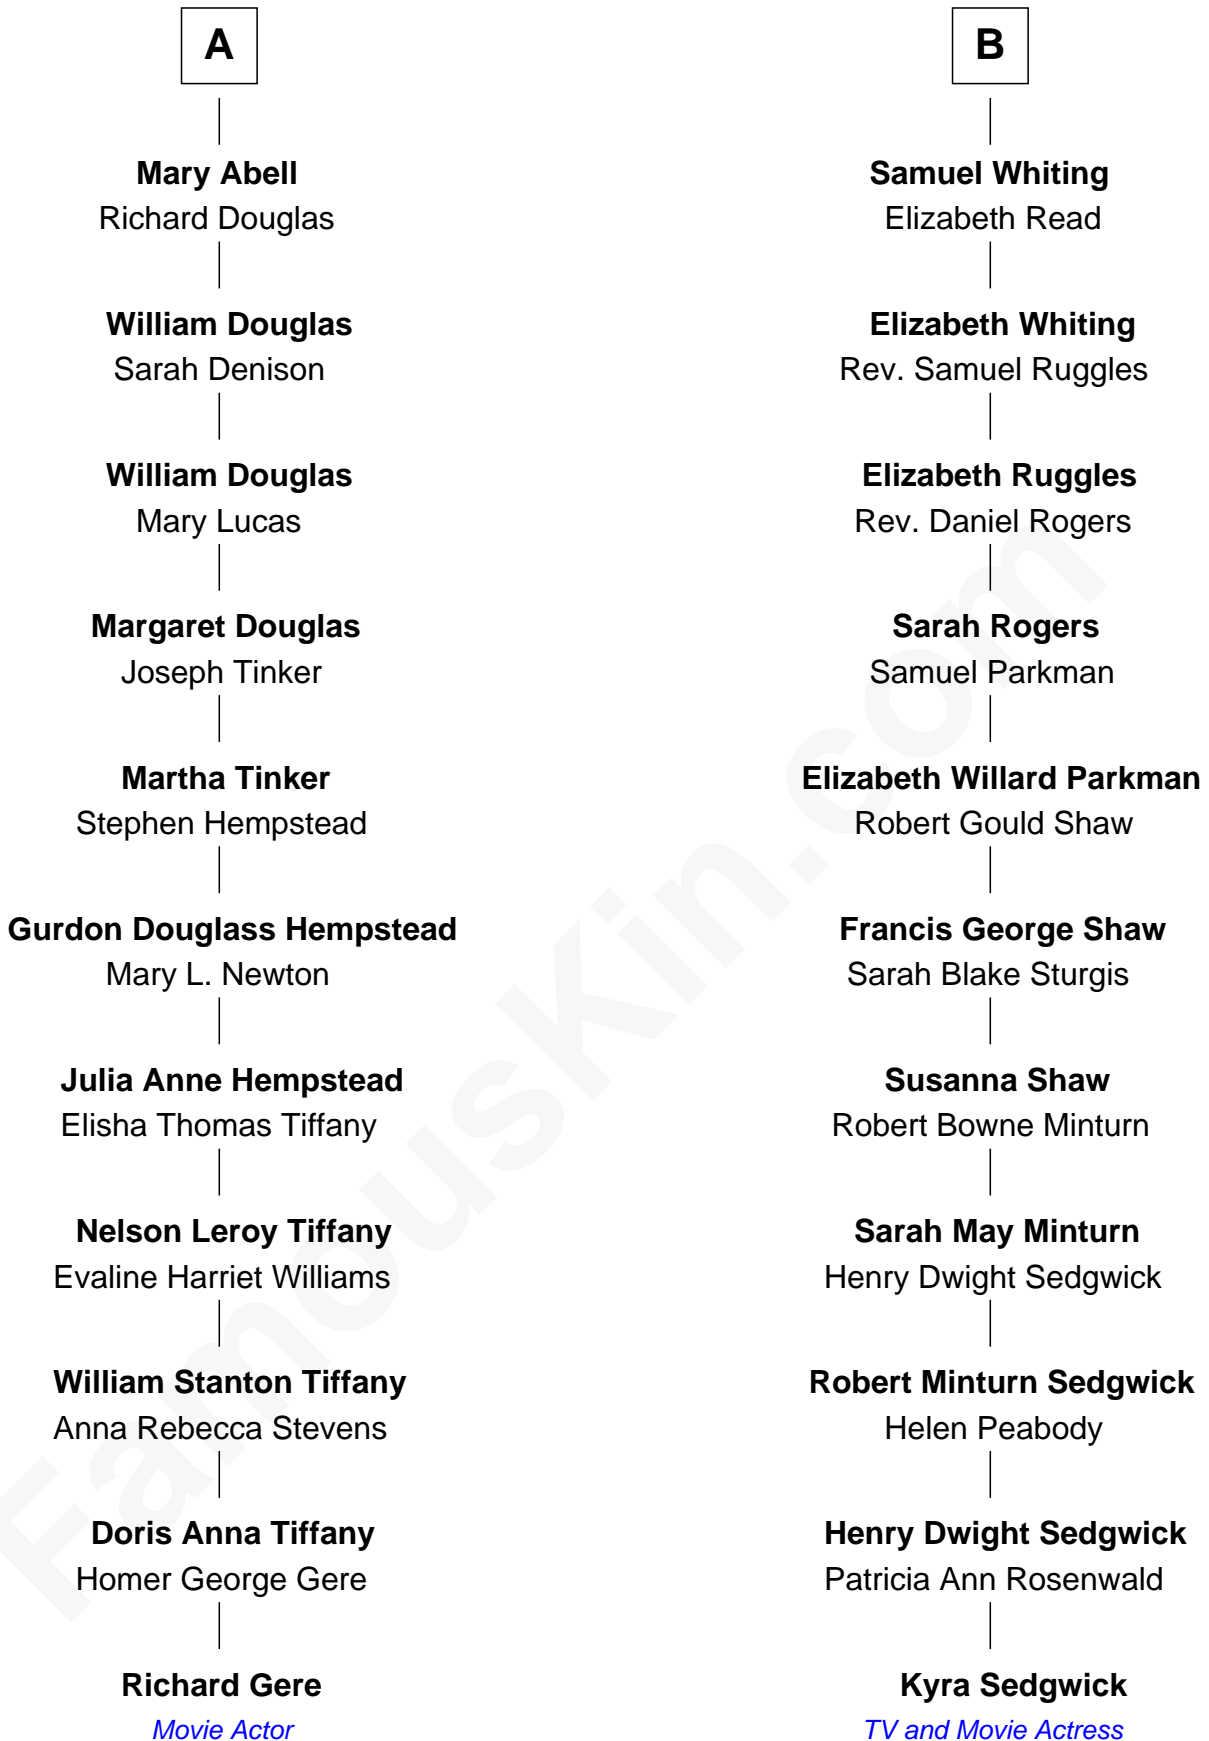 A
Mary Abell
Richard Douglas
William Douglas
Sarah Denison
William Douglas
Mary Lucas
Margaret Douglas
Joseph Tinker
Martha Tinker
Stephen Hempstead
Gurdon Douglass Hempstead
Mary L. Newton
Julia Anne Hempstead
Elisha Thomas Tiffany
Nelson Leroy Tiffany
Evaline Harriet Williams
William Stanton Tiffany
Anna Rebecca Stevens
Doris Anna Tiffany
Homer George Gere
Richard Gere
Movie Actor
B
Samuel Whiting
Elizabeth Read
Elizabeth Whiting
Rev. Samuel Ruggles
Elizabeth Ruggles
Rev. Daniel Rogers
Sarah Rogers
Samuel Parkman
Elizabeth Willard Parkman
Robert Gould Shaw
Francis George Shaw
Sarah Blake Sturgis
Susanna Shaw
Robert Bowne Minturn
Sarah May Minturn
Henry Dwight Sedgwick
Robert Minturn Sedgwick
Helen Peabody
Henry Dwight Sedgwick
Patricia Ann Rosenwald
Kyra Sedgwick
TV and Movie Actress
FamousKin.com